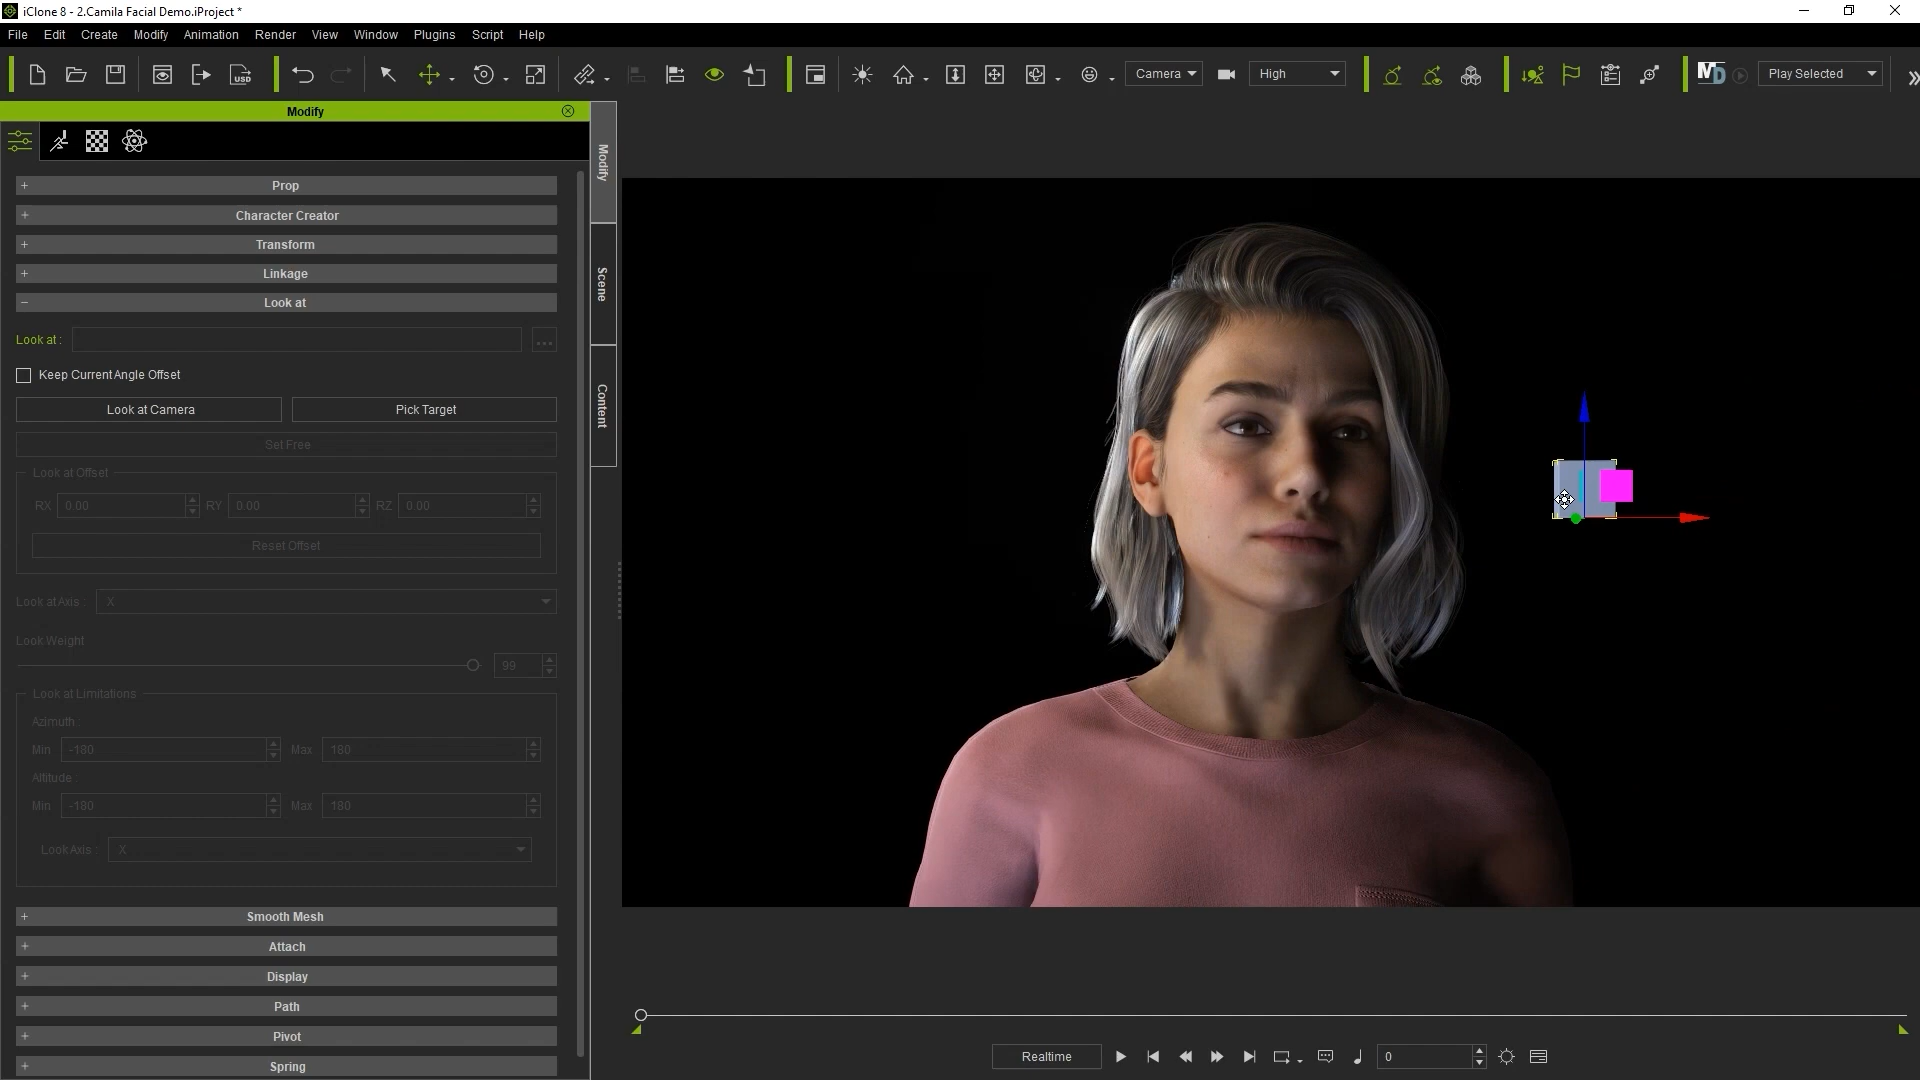 iClone 8 - 2.Camila Facial Demo.iProject *
File Edit Create Modify Animation Render View Window Plugins Script Help
USD
Camera High MD Play Selected
Modify
Modify
Scene
Content
Prop
Character Creator
Transform
Linkage
Look at
Look at :
Keep Current Angle Offset
Look at Camera Pick Target
Set Free
Look at Offset
RX 0.00 RY 0.00 RZ 0.00
Reset Offset
Look at Axis : X
Look Weight
99
Look at Limitations
Azimuth :
Min -180 Max 180
Altitude :
Min -180 Max 180
Look Axis : X
Smooth Mesh
Attach
Display
Path
Pivot
Spring
Realtime 0